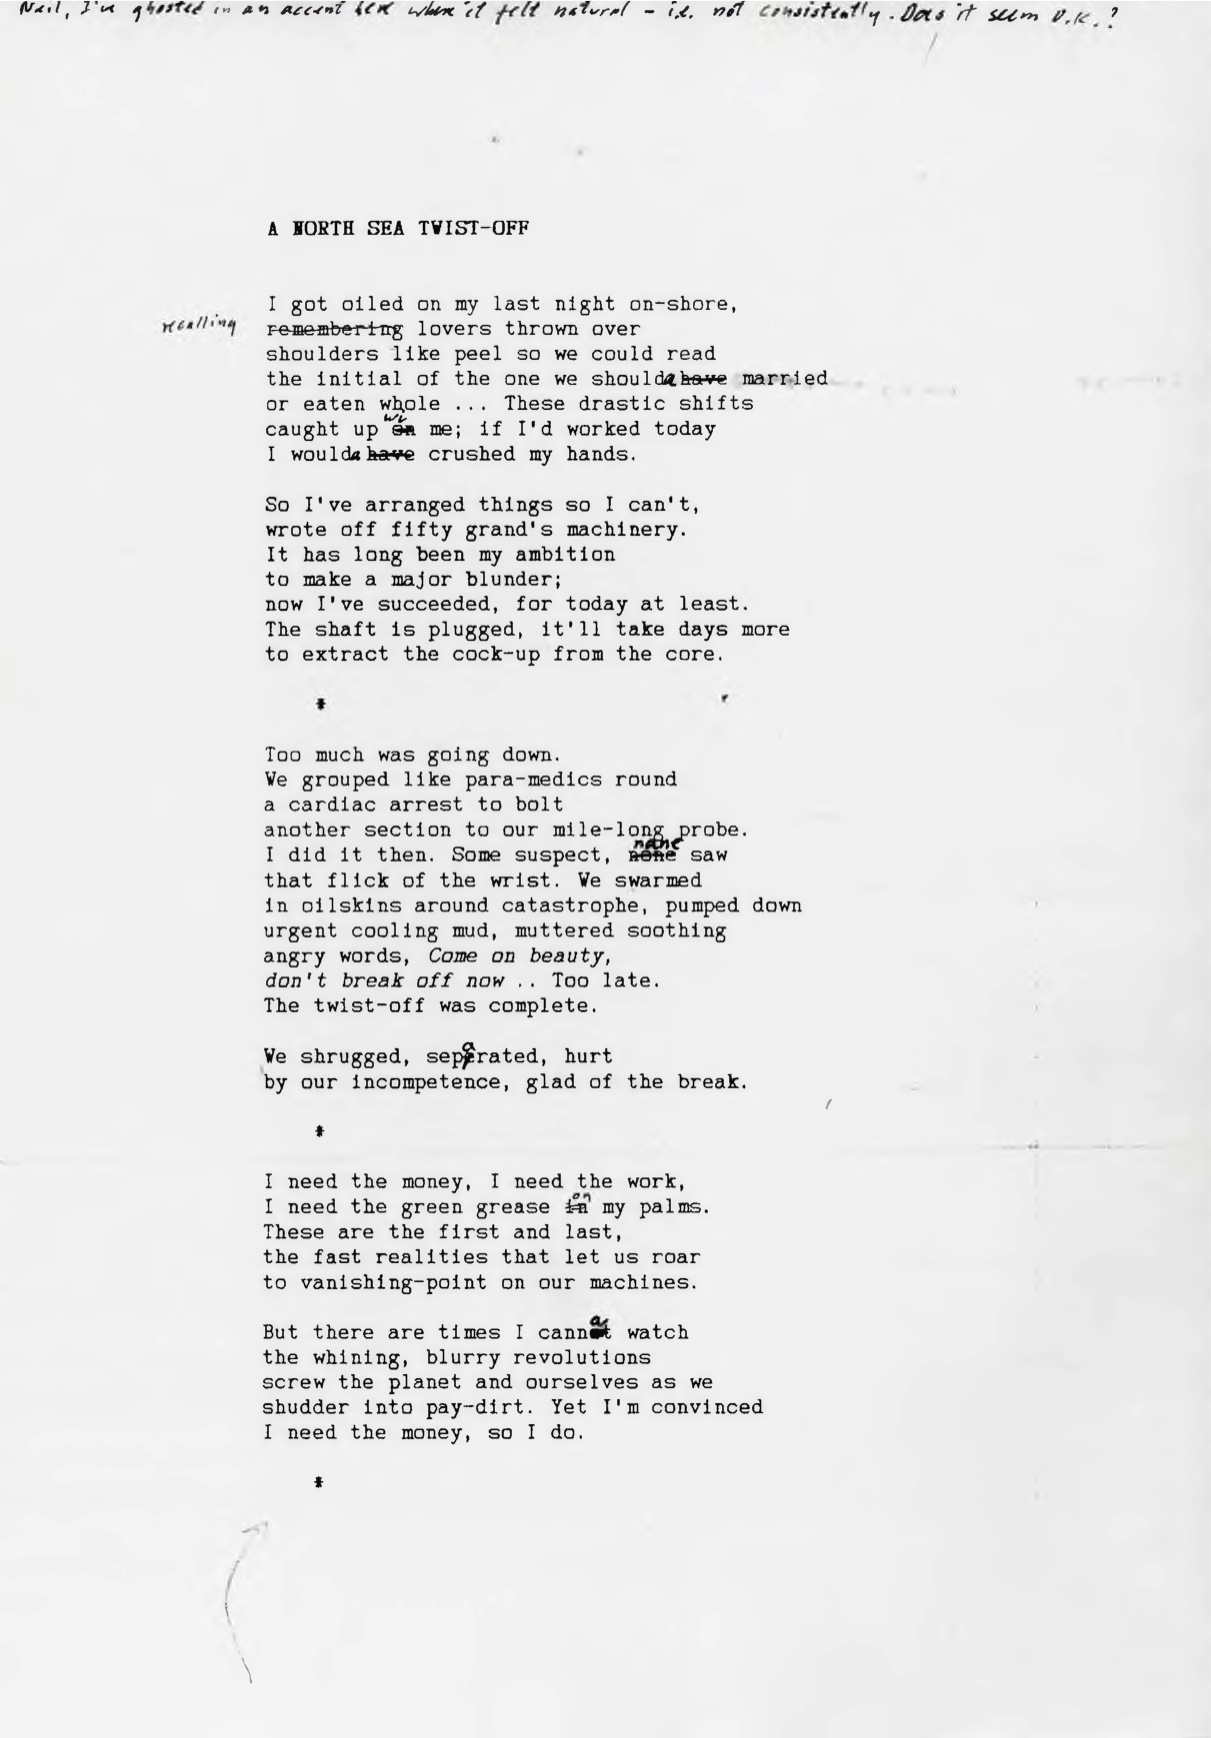 Neil, I've ghosted in an accent here where it felt natural – i.e. not consistently. Does it seem O.K.?
A NORTH SEA TWIST-OFF
I got oiled on my last night on-shore,
recalling remembering lovers thrown over
shoulders like peel so we could read
the initial of the one we shoulda have married
or eaten whole ... These drastic shifts
caught up wi on me; if I'd worked today
I woulda have crushed my hands.
So I've arranged things so I can't,
wrote off fifty grand's machinery.
It has long been my ambition
to make a major blunder;
now I've succeeded, for today at least.
The shaft is plugged, it'll take days more
to extract the cock-up from the core.
*
Too much was going down.
We grouped like para-medics round
a cardiac arrest to bolt
another section to our mile-long probe.
I did it then. Some suspect, nane none saw
that flick of the wrist. We swarmed
in oilskins around catastrophe, pumped down
urgent cooling mud, muttered soothing
angry words, Come on beauty,
don't break off now .. Too late.
The twist-off was complete.
We shrugged, separated, hurt
by our incompetence, glad of the break.
*
I need the money, I need the work,
I need the green grease on in my palms.
These are the first and last,
the fast realities that let us roar
to vanishing-point on our machines.
But there are times I canna watch
the whining, blurry revolutions
screw the planet and ourselves as we
shudder into pay-dirt. Yet I'm convinced
I need the money, so I do.
*